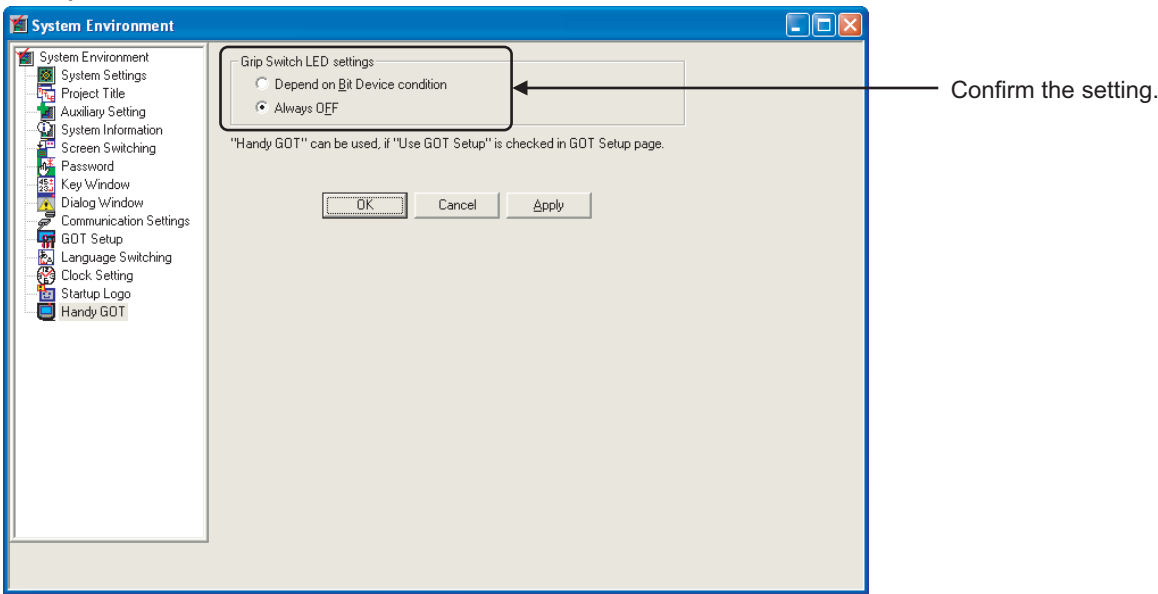 System Environment
System Environment
System Settings
Project Title
Auxiliary Setting
System Information
Screen Switching
Password
Key Window
Dialog Window
Communication Settings
GOT Setup
Language Switching
Clock Setting
Startup Logo
Handy GOT
Grip Switch LED settings
Depend on Bit Device condition
Always OFF
"Handy GOT" can be used, if "Use GOT Setup" is checked in GOT Setup page.
OK Cancel Apply
Confirm the setting.